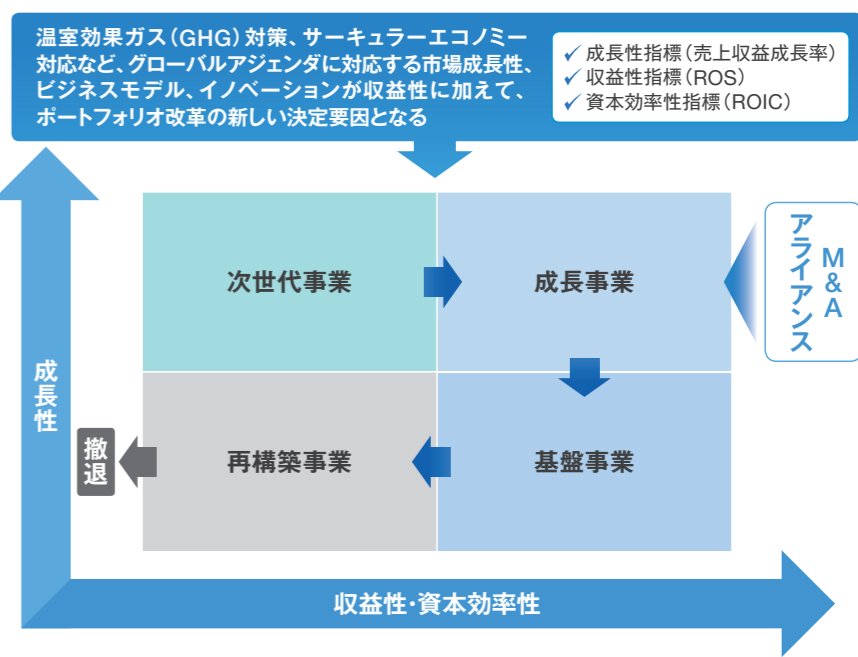 温室効果ガス(GHG)対策、サーキュラーエコノミー
対応など、グローバルアジェンダに対応する市場成長性、
ビジネスモデル、イノベーションが収益性に加えて、
ポートフォリオ改革の新しい決定要因となる
✓ 成長性指標(売上収益成長率)
✓ 収益性指標(ROS)
✓ 資本効率性指標(ROIC)
次世代事業
成長事業
M&A
アライアンス
成長性
撤退
再構築事業
基盤事業
収益性・資本効率性